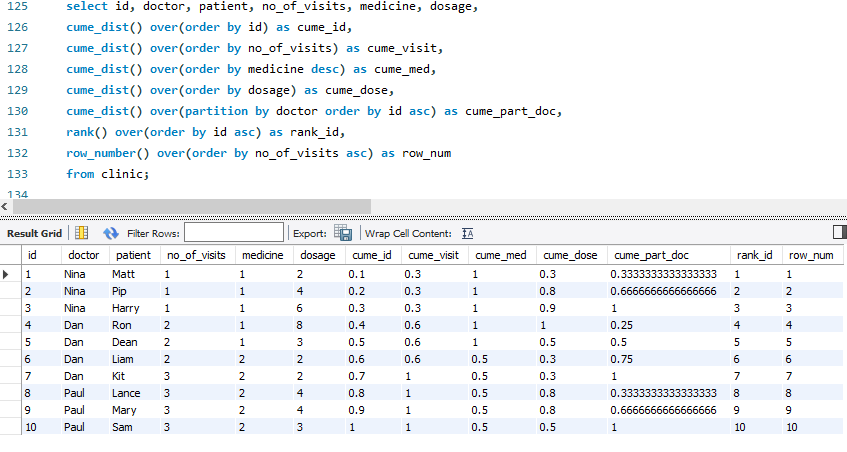 125 select id, doctor, patient, no_of_visits, medicine, dosage,
126 cume_dist() over(order by id) as cume_id,
127 cume_dist() over(order by no_of_visits) as cume_visit,
128 cume_dist() over(order by medicine desc) as cume_med,
129 cume_dist() over(order by dosage) as cume_dose,
130 cume_dist() over(partition by doctor order by id asc) as cume_part_doc,
131 rank() over(order by id asc) as rank_id,
132 row_number() over(order by no_of_visits asc) as row_num
133 from clinic;
134
Result Grid Filter Rows: Export: Wrap Cell Content: IA
id doctor patient no_of_visits medicine dosage cume_id cume_visit cume_med cume_dose cume_part_doc rank_id row_num
1 Nina Matt 1 1 2 0.1 0.3 1 0.3 0.3333333333333333 1 1
2 Nina Pip 1 1 4 0.2 0.3 1 0.8 0.6666666666666666 2 2
3 Nina Harry 1 1 6 0.3 0.3 1 0.9 1 3 3
4 Dan Ron 2 1 8 0.4 0.6 1 1 0.25 4 4
5 Dan Dean 2 1 3 0.5 0.6 1 0.5 0.5 5 5
6 Dan Liam 2 2 2 0.6 0.6 0.5 0.3 0.75 6 6
7 Dan Kit 3 2 2 0.7 1 0.5 0.3 1 7 7
8 Paul Lance 3 2 4 0.8 1 0.5 0.8 0.3333333333333333 8 8
9 Paul Mary 3 2 4 0.9 1 0.5 0.8 0.6666666666666666 9 9
10 Paul Sam 3 2 3 1 1 0.5 0.5 1 10 10